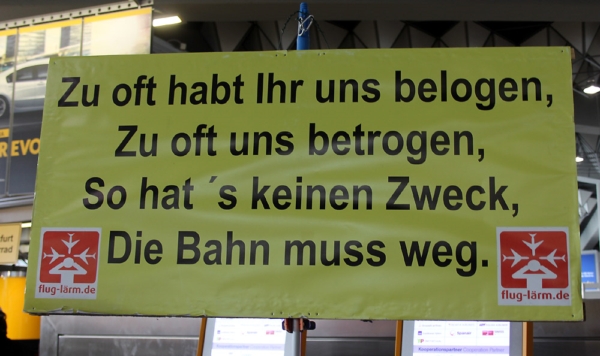 Zu oft habt Ihr uns belogen,
Zu oft uns betrogen,
So hat ´s keinen Zweck,
Die Bahn muss weg.
flug-lärm.de
flug-lärm.de